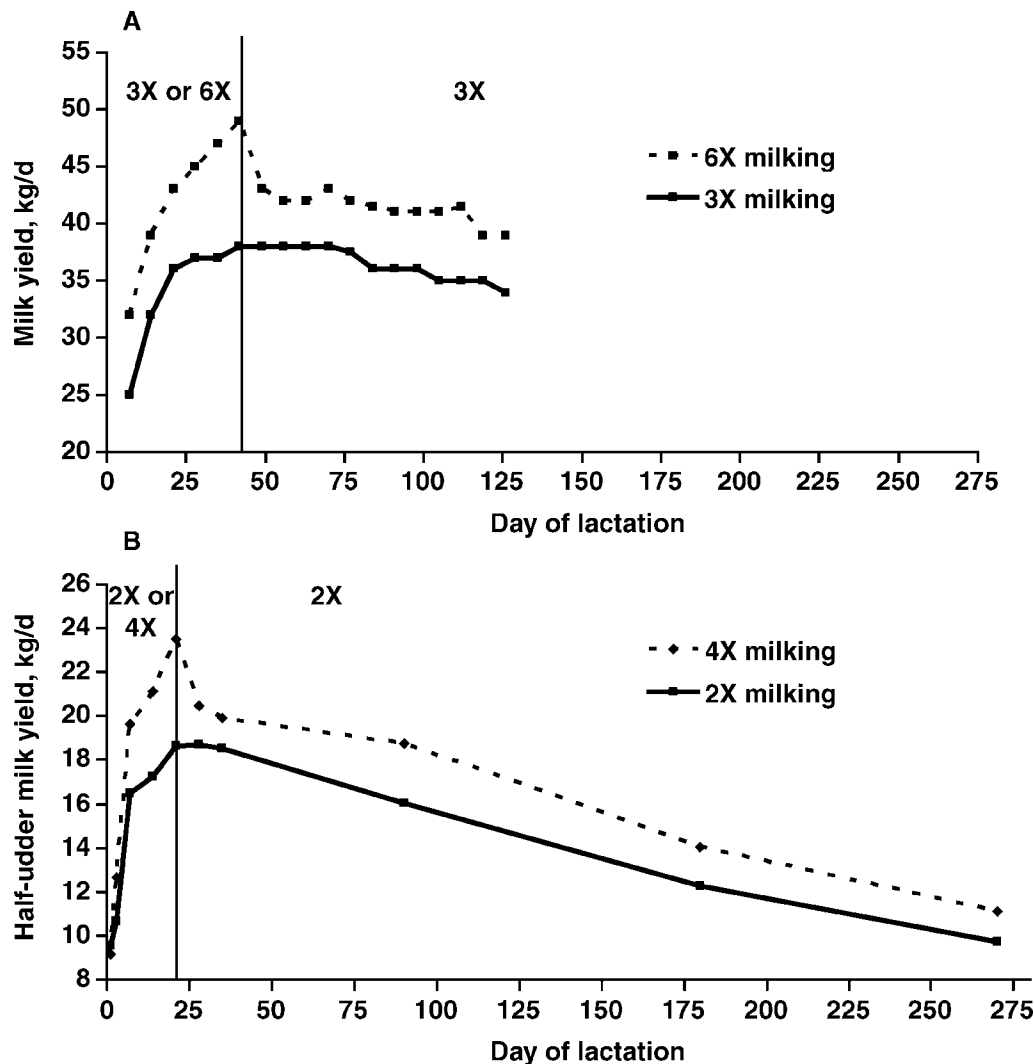 A
55
50
45
40
35
30
25
20
Milk yield, kg/d
3X or 6X
3X
6X milking
3X milking
0 25 50 75 100 125 150 175 200 225 250 275
Day of lactation
B
26
24
22
20
18
16
14
12
10
8
Half-udder milk yield, kg/d
2X or
4X
2X
4X milking
2X milking
0 25 50 75 100 125 150 175 200 225 250 275
Day of lactation